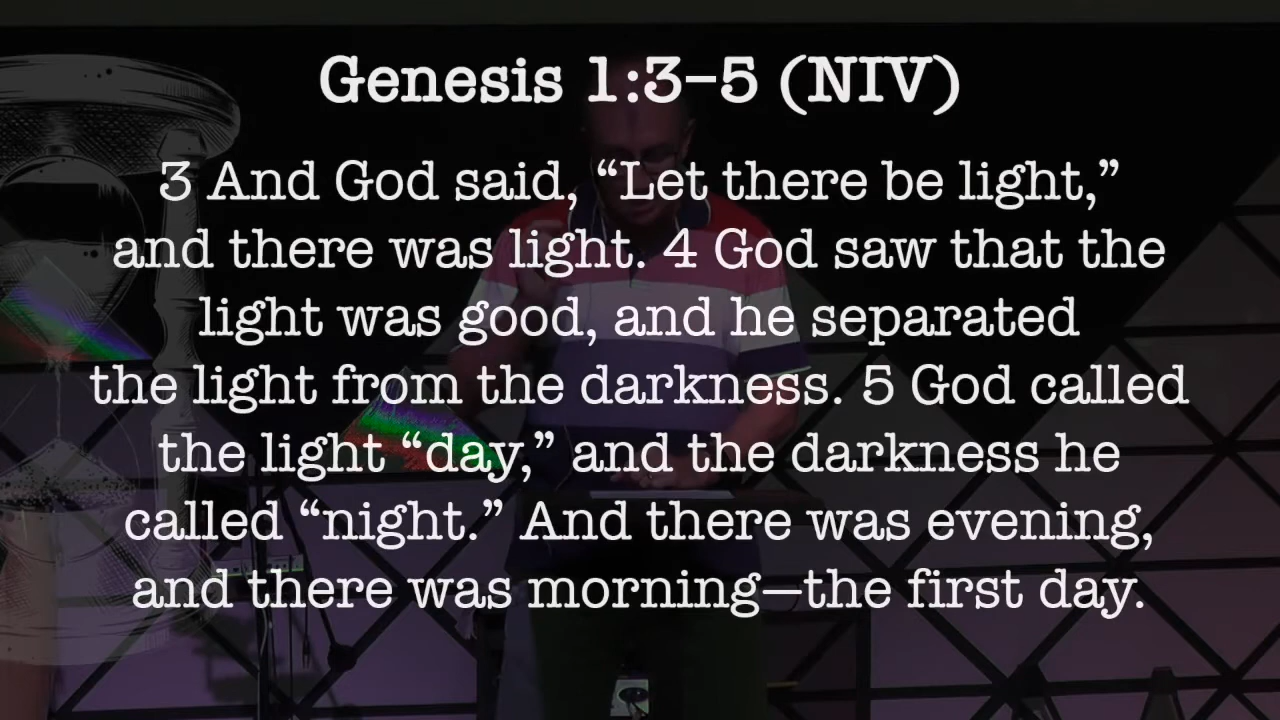 Genesis 1:3–5 (NIV)
3 And God said, “Let there be light,”
and there was light. 4 God saw that the
light was good, and he separated
the light from the darkness. 5 God called
the light “day,” and the darkness he
called “night.” And there was evening,
and there was morning—the first day.